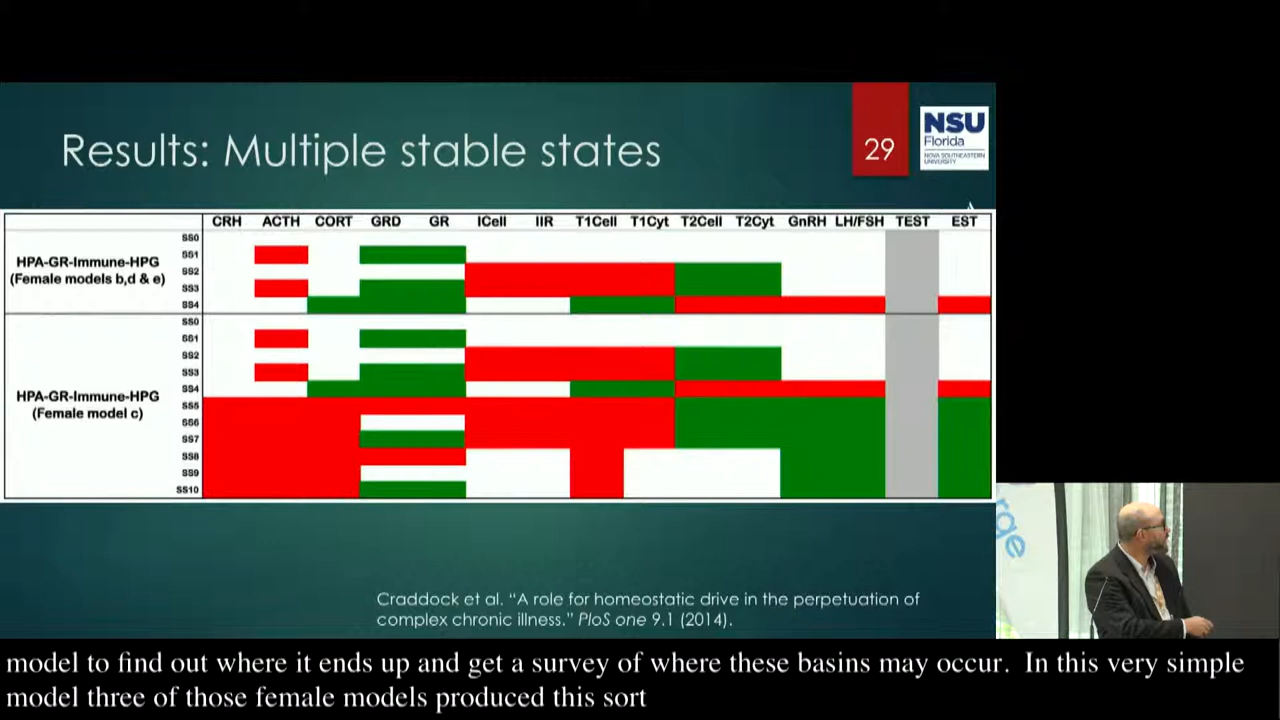 Results: Multiple stable states
29
NSU
Florida
NOVA SOUTHEASTERN
UNIVERSITY
CRH ACTH CORT GRD GR ICell IIR T1Cell T1Cyt T2Cell T2Cyt GnRH LH/FSH TEST EST
HPA-GR-Immune-HPG
(Female models b,d & e)
SS0
SS1
SS2
SS3
SS4
HPA-GR-Immune-HPG
(Female model c)
SS0
SS1
SS2
SS3
SS4
SS5
SS6
SS7
SS8
SS9
SS10
Craddock et al. “A role for homeostatic drive in the perpetuation of
complex chronic illness.” PloS one 9.1 (2014).
rge
model to find out where it ends up and get a survey of where these basins may occur. In this very simple
model three of those female models produced this sort